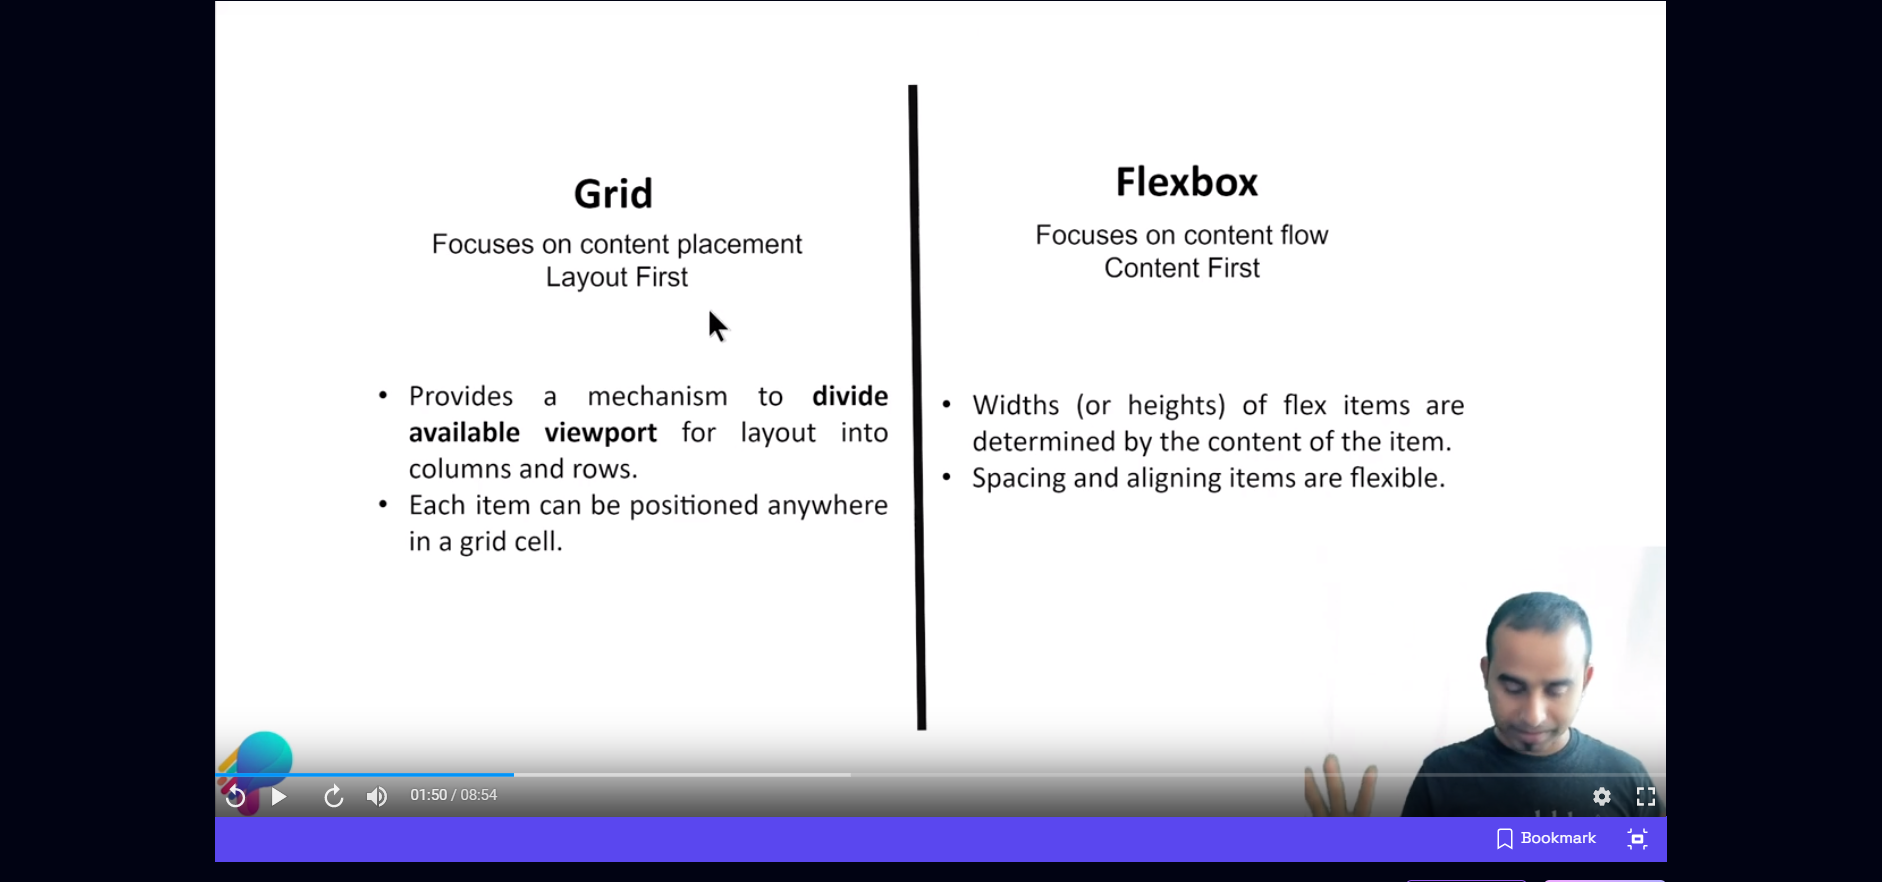 Grid
Focuses on content placement
Layout First
• Provides a mechanism to divide
available viewport for layout into
columns and rows.
• Each item can be positioned anywhere
in a grid cell.
Flexbox
Focuses on content flow
Content First
• Widths (or heights) of flex items are
determined by the content of the item.
• Spacing and aligning items are flexible.
01:50 / 08:54
Bookmark